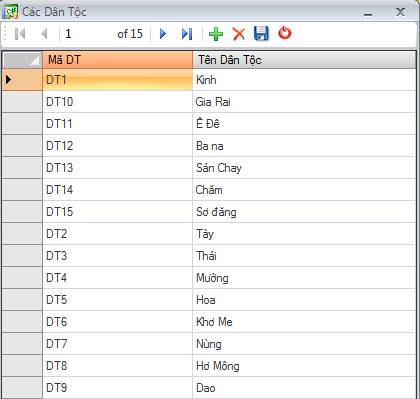 Các Dân Tộc
1 of 15
Mã DT Tên Dân Tộc
DT1 Kinh
DT10 Gia Rai
DT11 Ê Đê
DT12 Ba na
DT13 Sán Chay
DT14 Chăm
DT15 Sơ đăng
DT2 Tày
DT3 Thái
DT4 Mường
DT5 Hoa
DT6 Khơ Me
DT7 Nùng
DT8 Hơ Mông
DT9 Dao